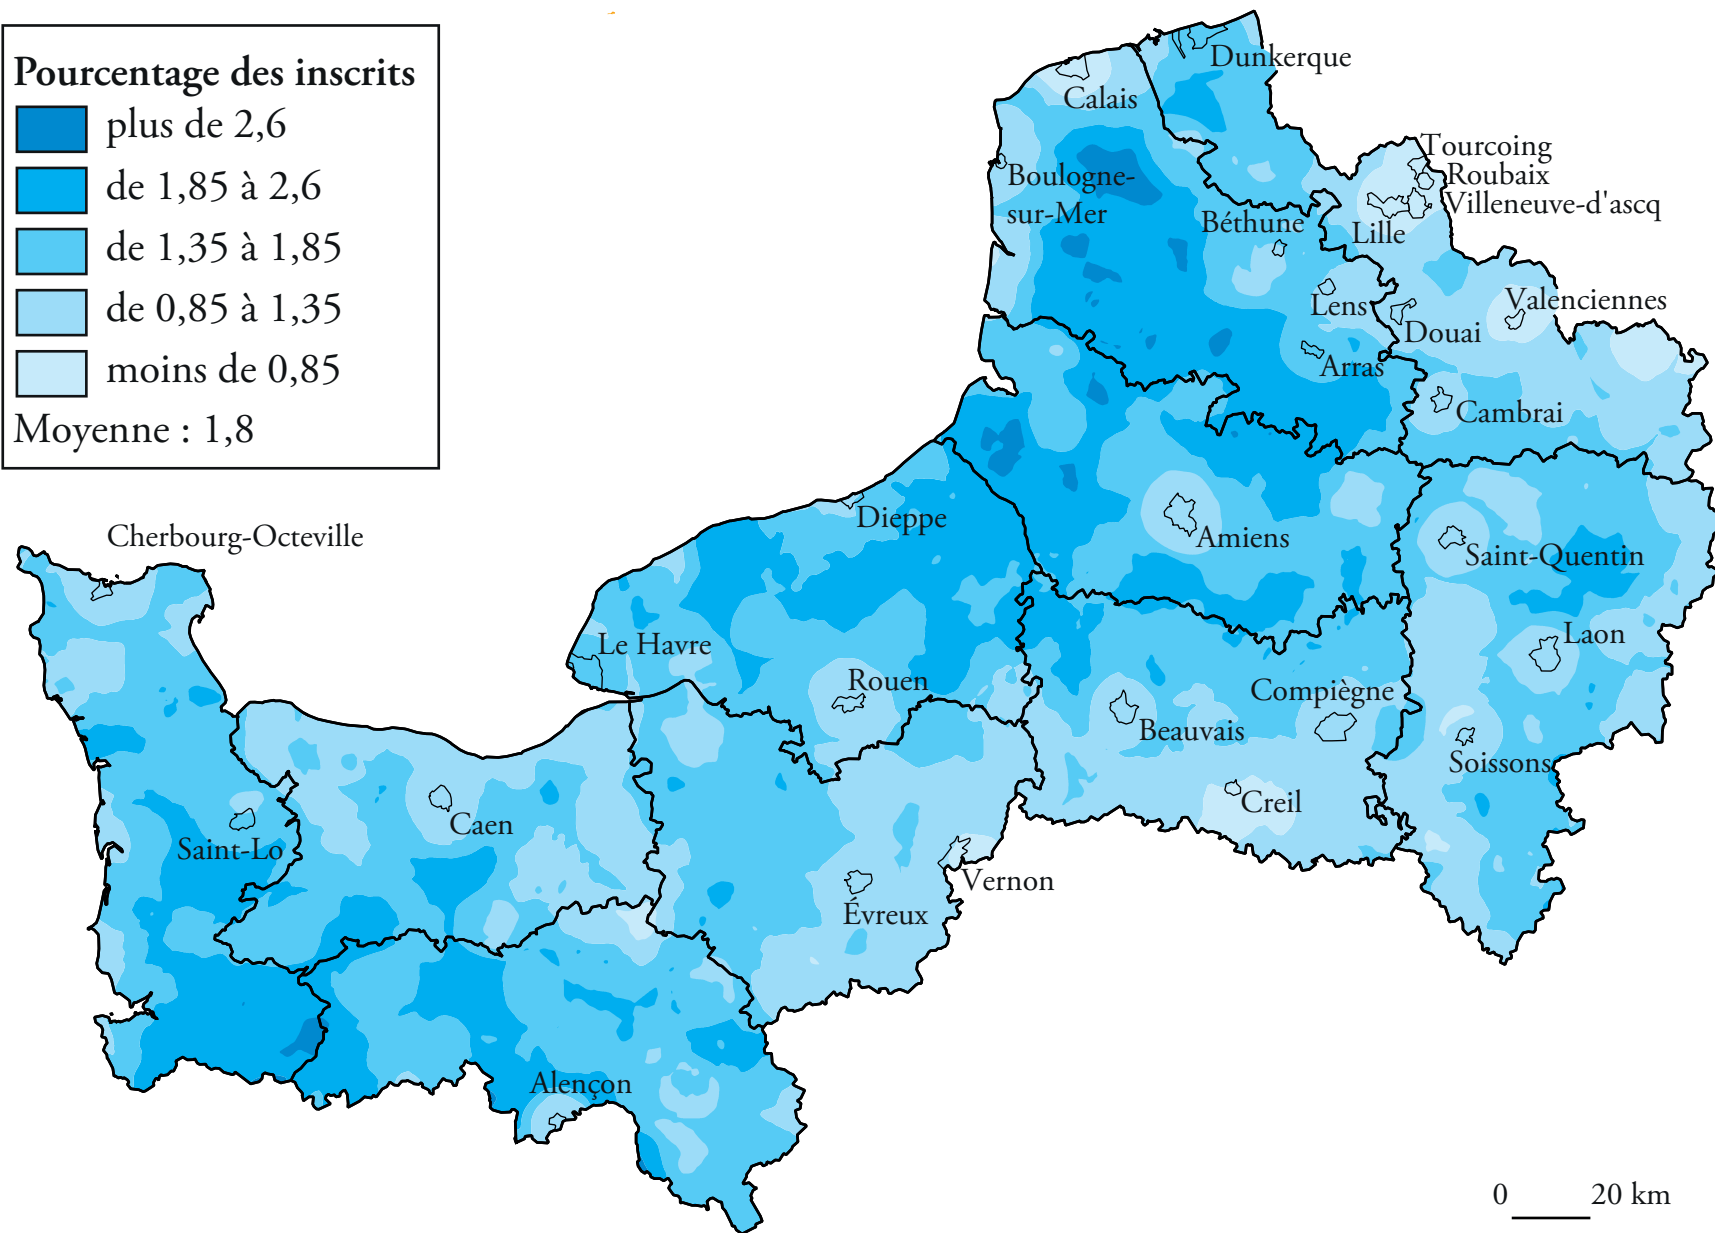 Pourcentage des inscrits
plus de 2,6
de 1,85 à 2,6
de 1,35 à 1,85
de 0,85 à 1,35
moins de 0,85
Moyenne : 1,8
Dunkerque
Calais
Tourcoing
Roubaix
Villeneuve-d'ascq
Boulogne-
sur-Mer
Béthune
Lille
Lens
Valenciennes
Douai
Arras
Cambrai
Dieppe
Amiens
Cherbourg-Octeville
Saint-Quentin
Laon
Le Havre
Rouen
Compiègne
Beauvais
Soissons
Creil
Caen
Saint-Lo
Vernon
Évreux
Alençon
0 20 km